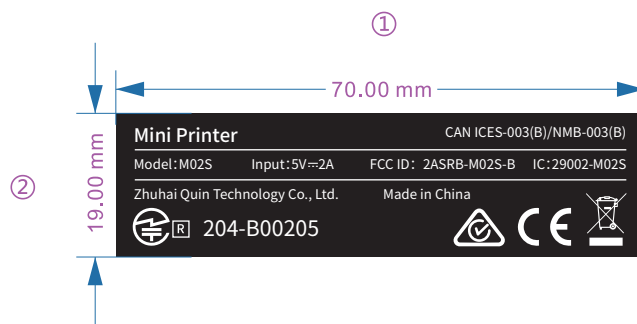 ①
70.00 mm
②
19.00 mm
Mini Printer CAN ICES-003(B)/NMB-003(B)
Model:M02S Input:5V⎓2A FCC ID: 2ASRB-M02S-B IC:29002-M02S
Zhuhai Quin Technology Co., Ltd. Made in China
R 204-B00205
CE